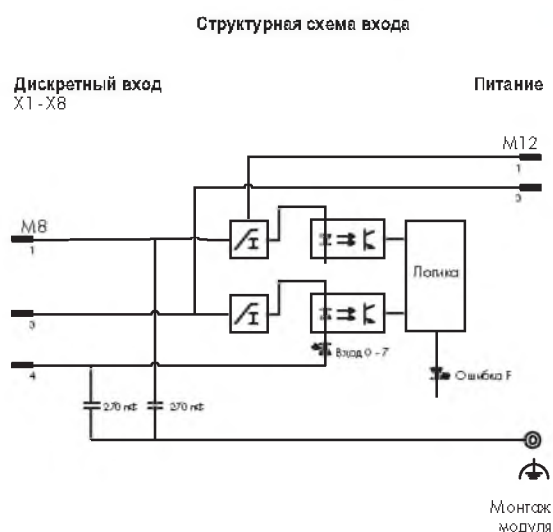 Структурная схема входа
Дискретный вход
X1-X8
Питание
M12
1
3
M8
1
Логика
3
4
Вход 0-7
Ошибка F
270 пФ
270 пФ
Монтаж
модуля